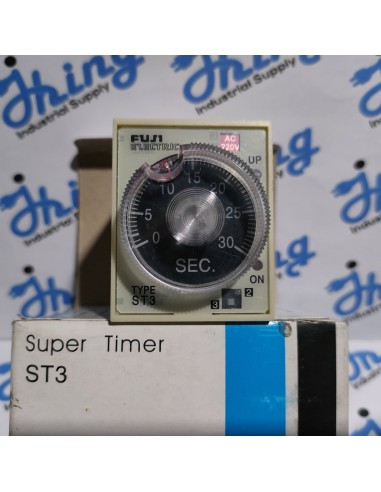 Jhing
Industrial Supply
FUJI
ELECTRIC
AC
220V
UP
0 5 10 15 20 25 30
SEC.
ON
TYPE
ST3
3 2
Super Timer
ST3